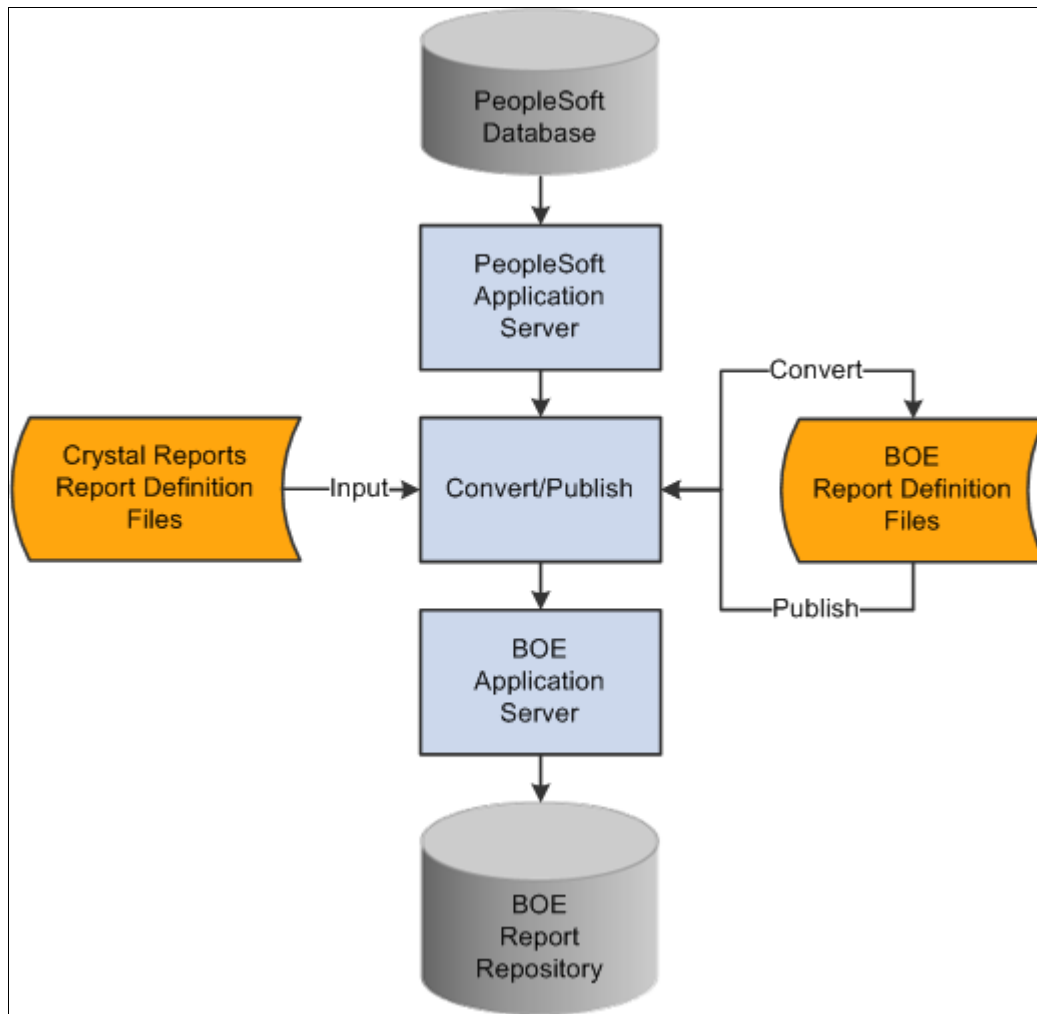 PeopleSoft
Database
PeopleSoft
Application
Server
Convert
Crystal Reports
Report Definition
Files
Input
Convert/Publish
BOE
Report Definition
Files
Publish
BOE
Application
Server
BOE
Report
Repository